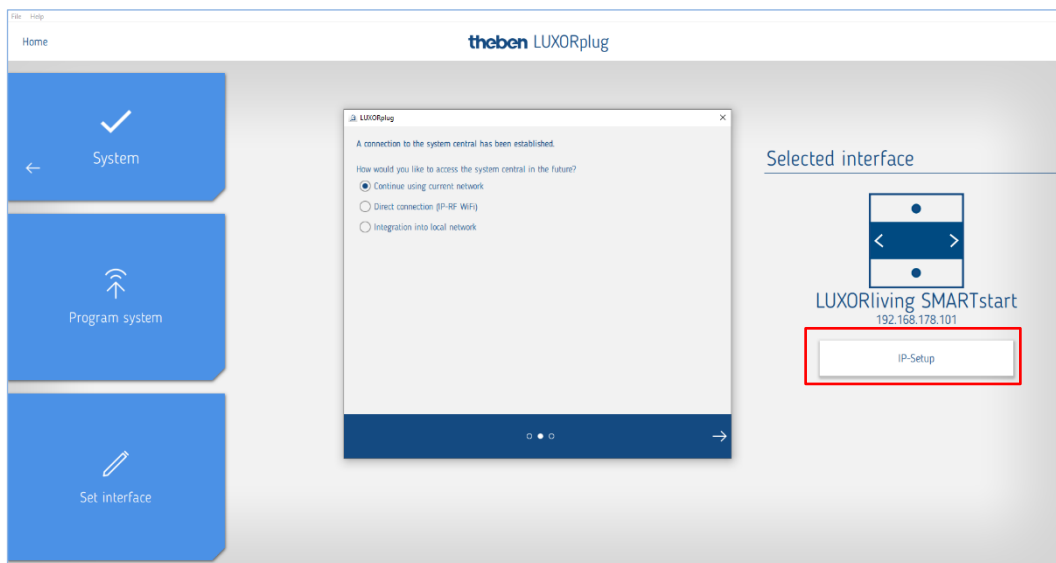 File Help
Home
theben LUXORplug
System
Program system
Set interface
LUXORplug
A connection to the system central has been established.
How would you like to access the system central in the future?
Continue using current network
Direct connection (IP-RF WiFi)
Integration into local network
Selected interface
LUXORliving SMARTstart
192.168.178.101
IP-Setup